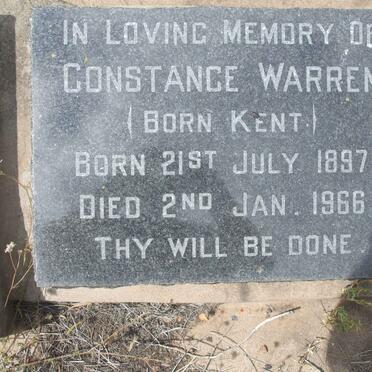 IN LOVING MEMORY OF
CONSTANCE WARREN
(BORN KENT)
BORN 21ST JULY 1897
DIED 2ND JAN. 1966
THY WILL BE DONE.